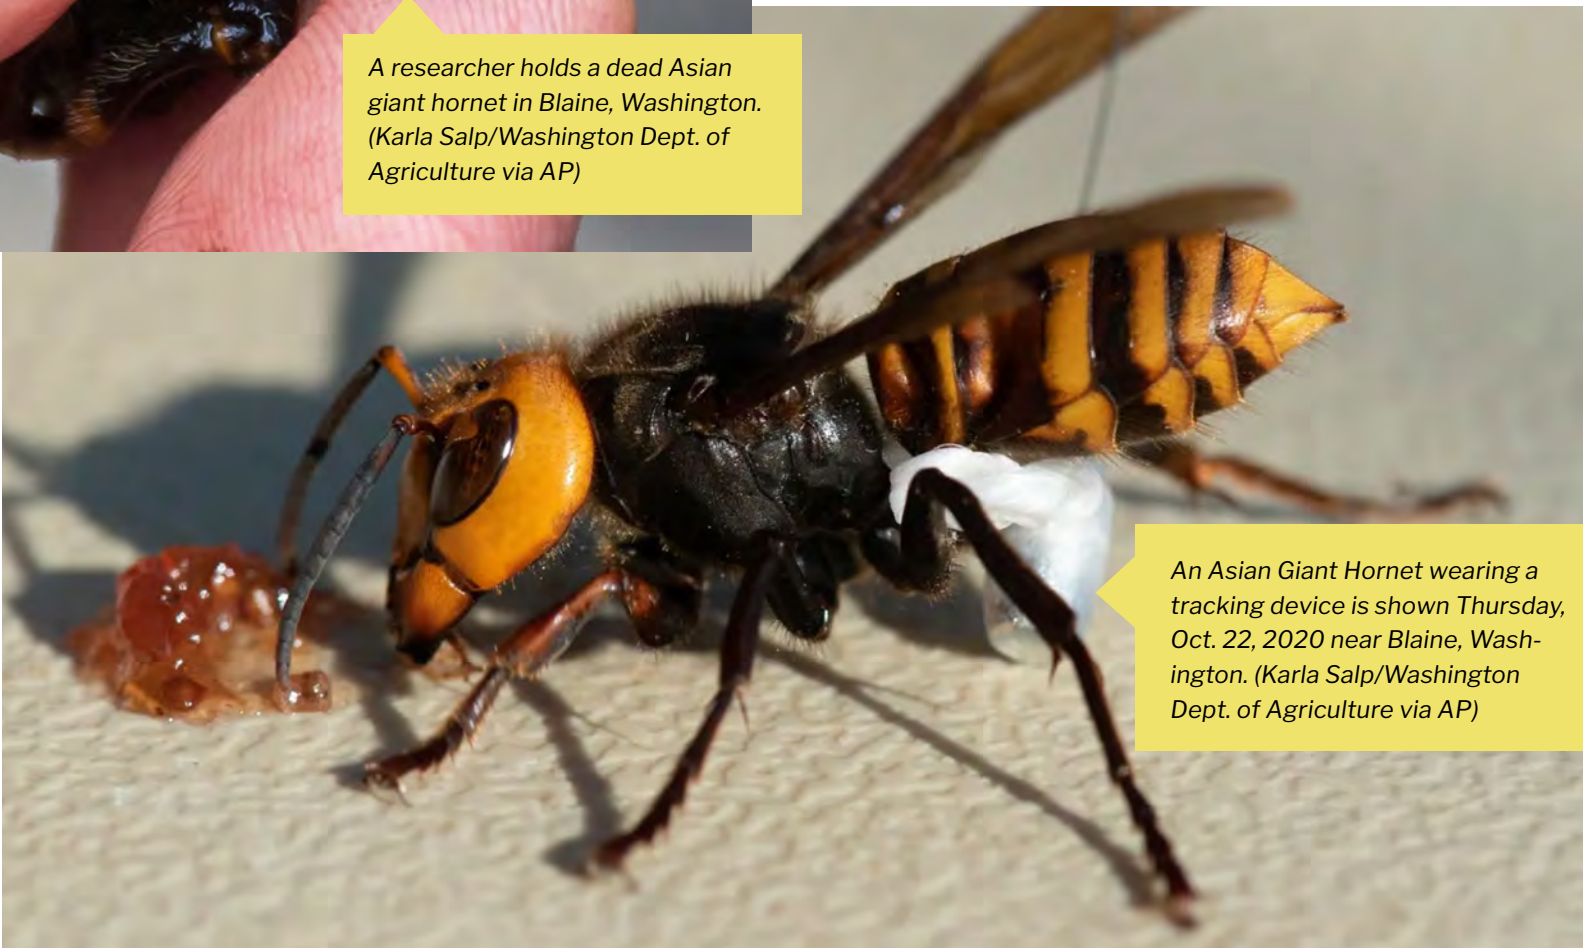 A researcher holds a dead Asian
giant hornet in Blaine, Washington.
(Karla Salp/Washington Dept. of
Agriculture via AP)
An Asian Giant Hornet wearing a
tracking device is shown Thursday,
Oct. 22, 2020 near Blaine, Wash-
ington. (Karla Salp/Washington
Dept. of Agriculture via AP)